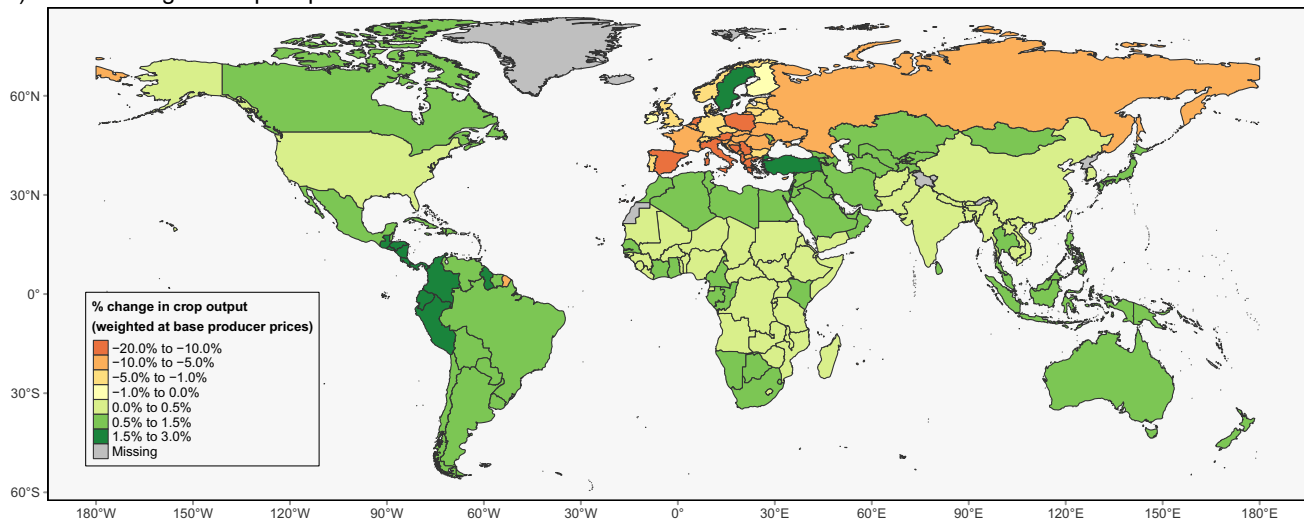 60°N
30°N
0°
30°S
60°S
% change in crop output
(weighted at base producer prices)
−20.0% to −10.0%
−10.0% to −5.0%
−5.0% to −1.0%
−1.0% to 0.0%
0.0% to 0.5%
0.5% to 1.5%
1.5% to 3.0%
Missing
180°W 150°W 120°W 90°W 60°W 30°W 0° 30°E 60°E 90°E 120°E 150°E 180°E